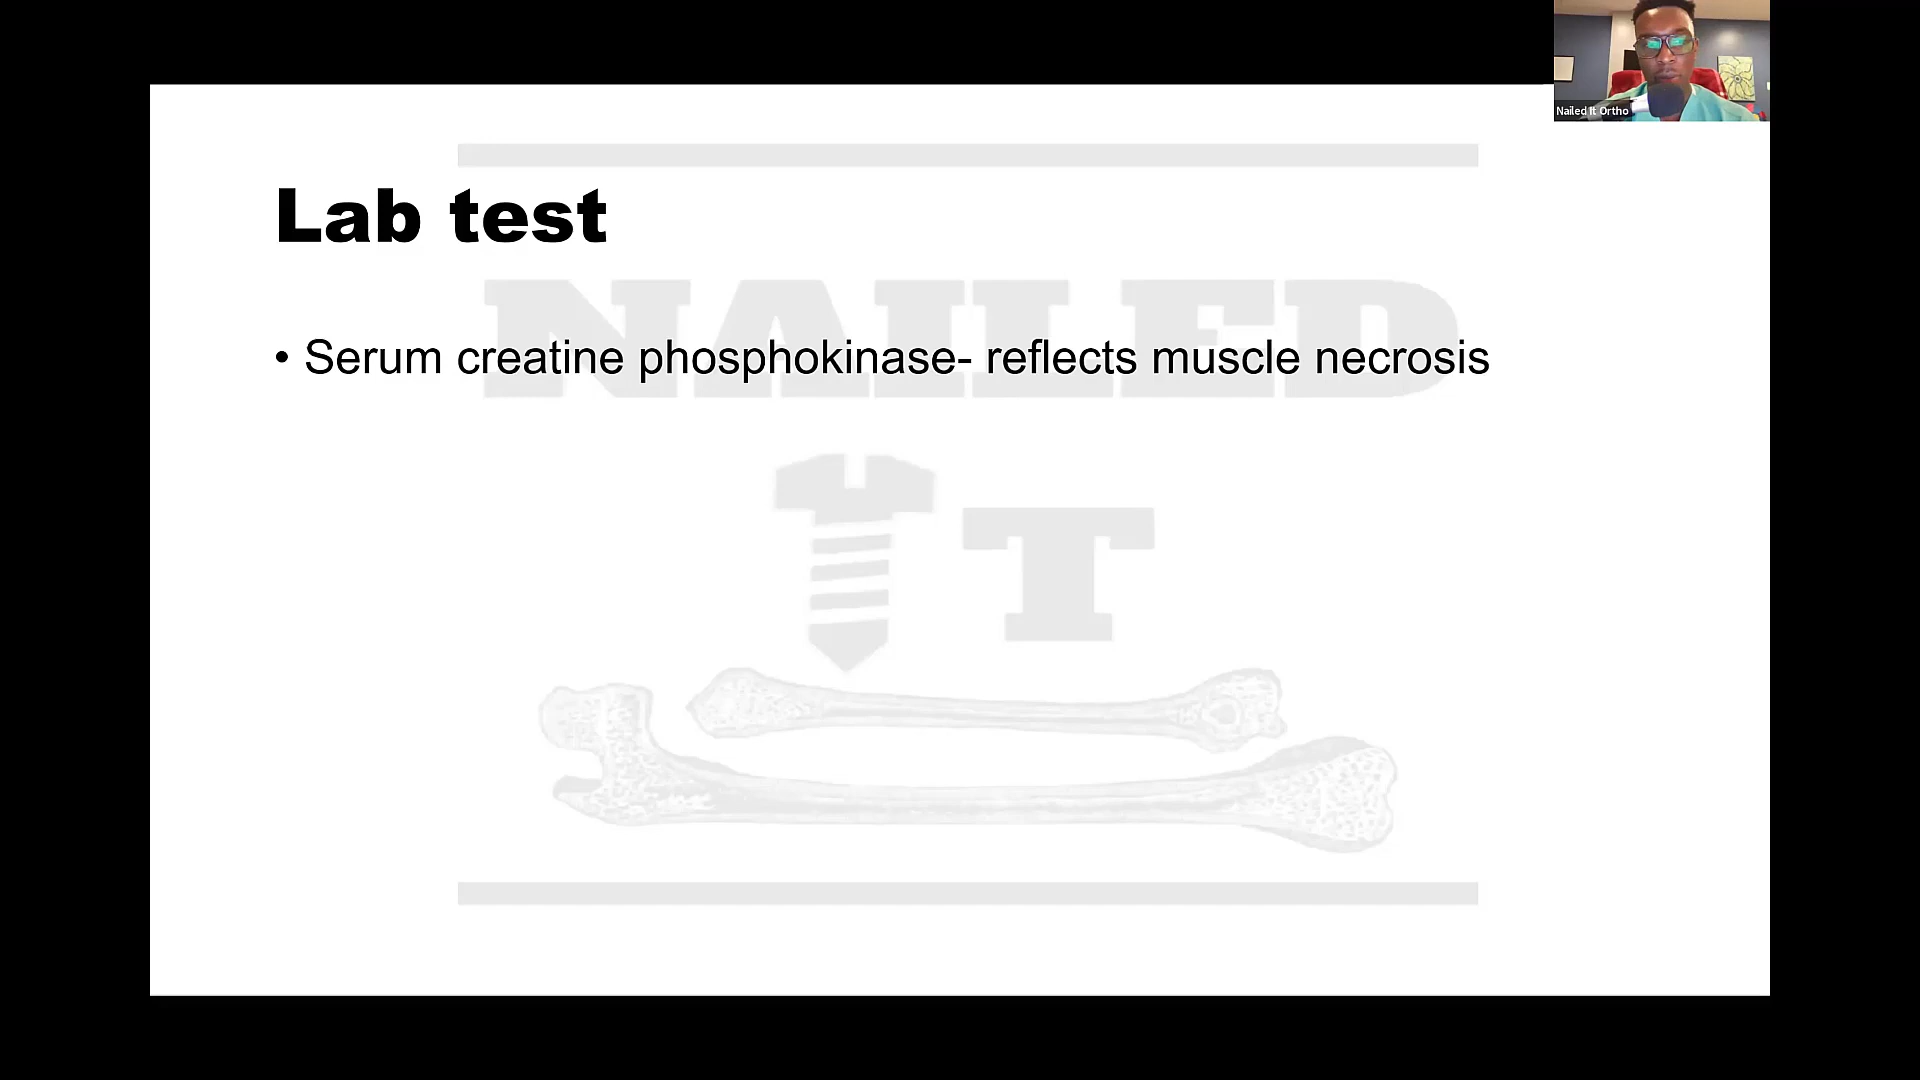 Nailed It Ortho
Lab test
NAILED
• Serum creatine phosphokinase- reflects muscle necrosis
IT